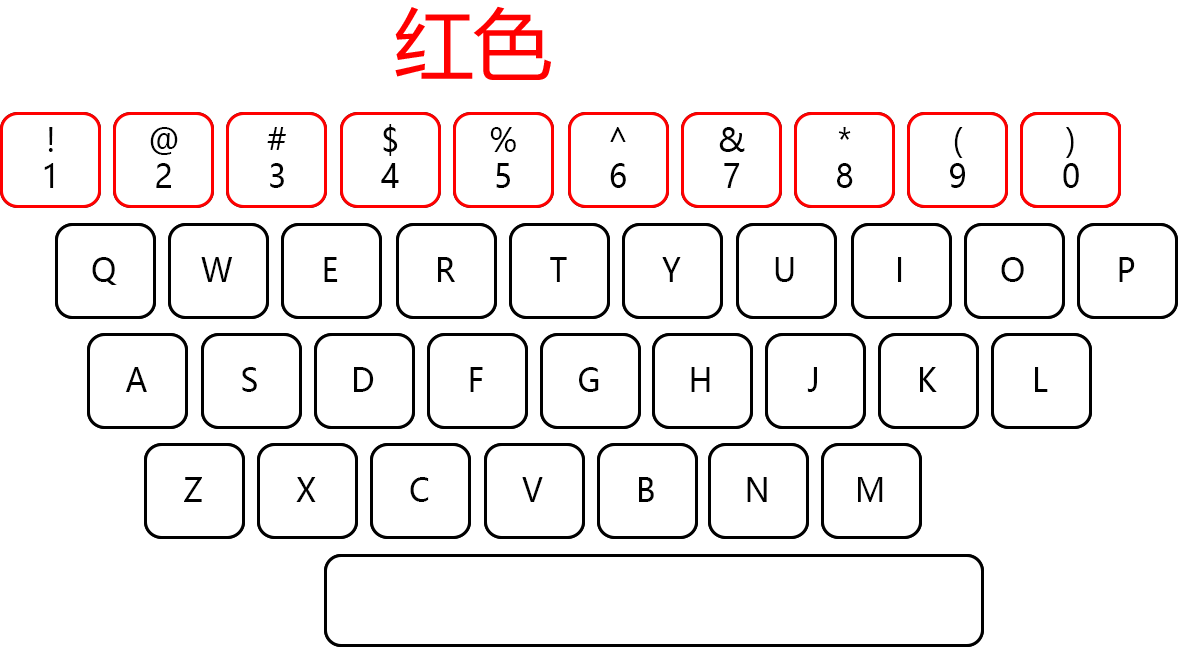 红色
! @ # $ % ^ & * ( )
1 2 3 4 5 6 7 8 9 0
Q W E R T Y U I O P
A S D F G H J K L
Z X C V B N M